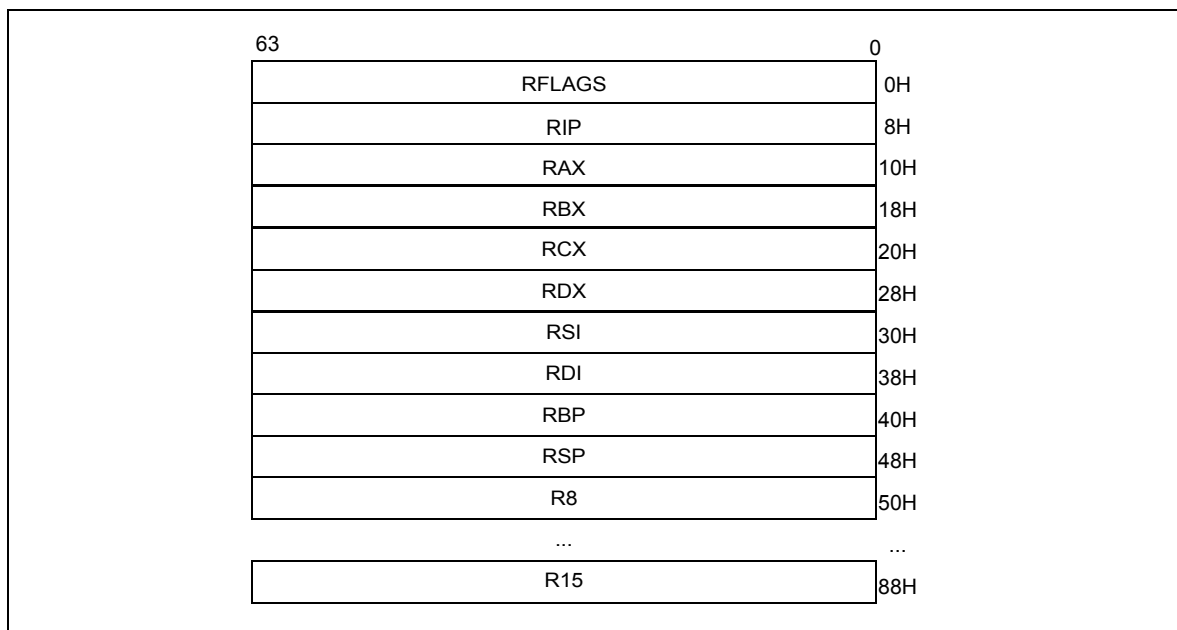 63 0
RFLAGS 0H
RIP 8H
RAX 10H
RBX 18H
RCX 20H
RDX 28H
RSI 30H
RDI 38H
RBP 40H
RSP 48H
R8 50H
... ...
R15 88H